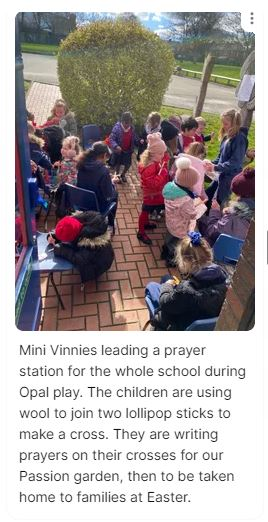 Mini Vinnies leading a prayer
station for the whole school during
Opal play. The children are using
wool to join two lollipop sticks to
make a cross. They are writing
prayers on their crosses for our
Passion garden, then to be taken
home to families at Easter.